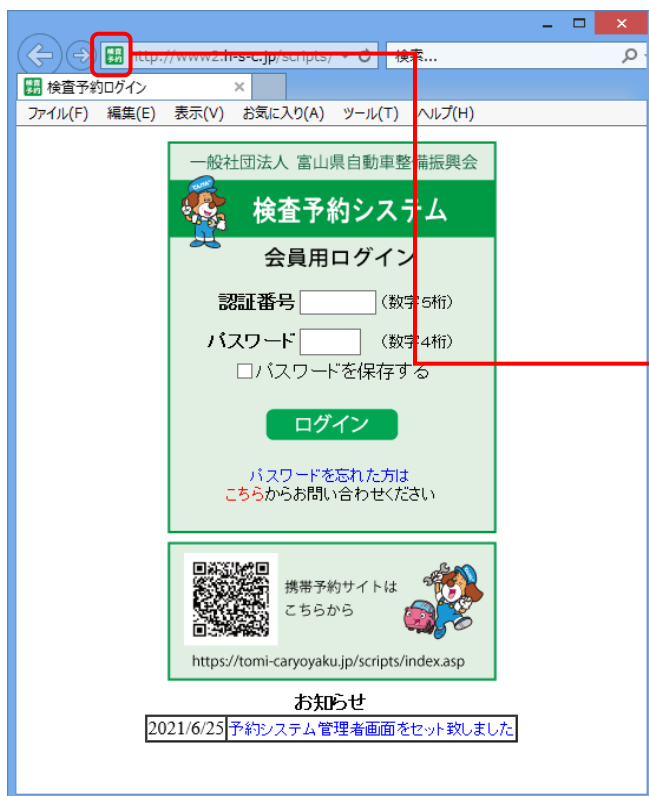 検査予約
http://www2.h-s-c.jp/scripts/
検索...
検査予約
検査予約ログイン
ファイル(F) 編集(E) 表示(V) お気に入り(A) ツール(T) ヘルプ(H)
一般社団法人 富山県自動車整備振興会
検査予約システム
会員用ログイン
認証番号 (数字5桁)
パスワード (数字4桁)
パスワードを保存する
ログイン
パスワードを忘れた方は
こちらからお問い合わせください
携帯予約サイトは
こちらから
https://tomi-caryoyaku.jp/scripts/index.asp
お知らせ
2021/6/25 予約システム管理者画面をセット致しました